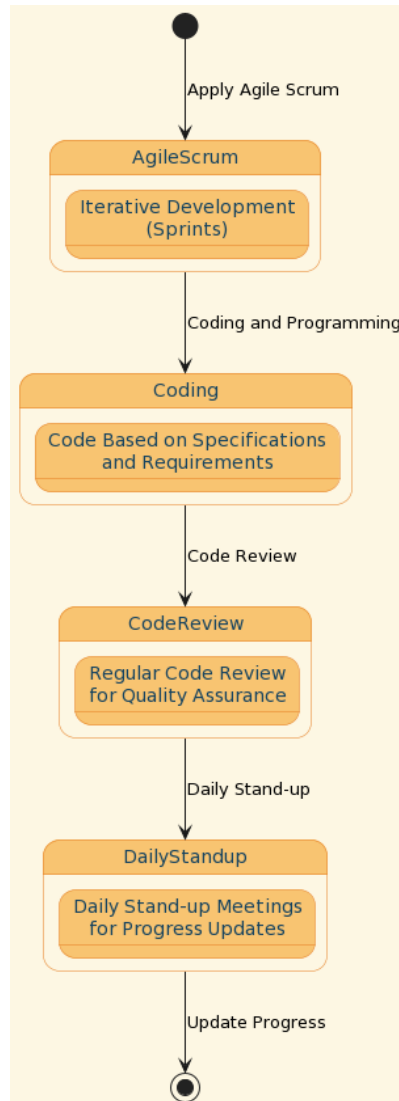 Apply Agile Scrum
AgileScrum
Iterative Development
(Sprints)
Coding and Programming
Coding
Code Based on Specifications
and Requirements
Code Review
CodeReview
Regular Code Review
for Quality Assurance
Daily Stand-up
DailyStandup
Daily Stand-up Meetings
for Progress Updates
Update Progress